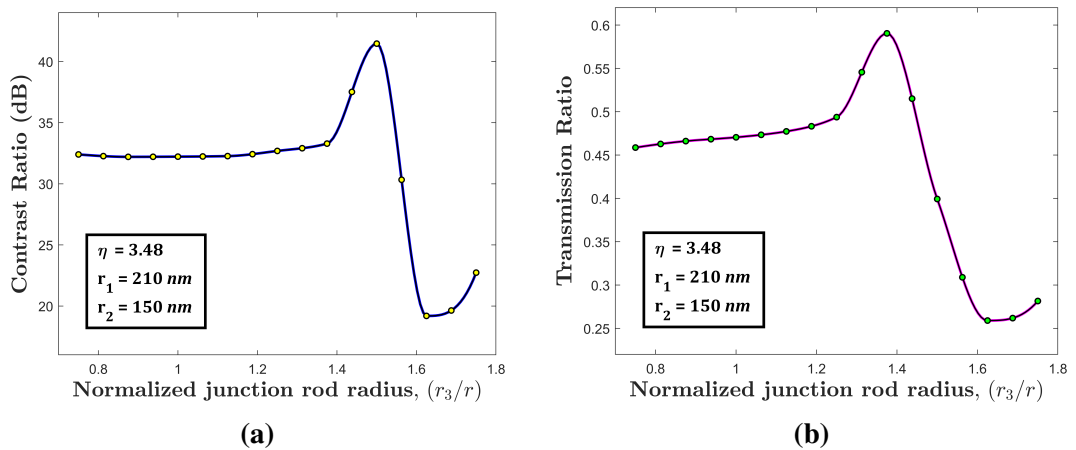 Contrast Ratio (dB)
40
35
30
25
20
η = 3.48
r1 = 210 nm
r2 = 150 nm
0.8 1 1.2 1.4 1.6 1.8
Normalized junction rod radius, (r3/r)
(a)
Transmission Ratio
0.6
0.55
0.5
0.45
0.4
0.35
0.3
0.25
η = 3.48
r1 = 210 nm
r2 = 150 nm
0.8 1 1.2 1.4 1.6 1.8
Normalized junction rod radius, (r3/r)
(b)